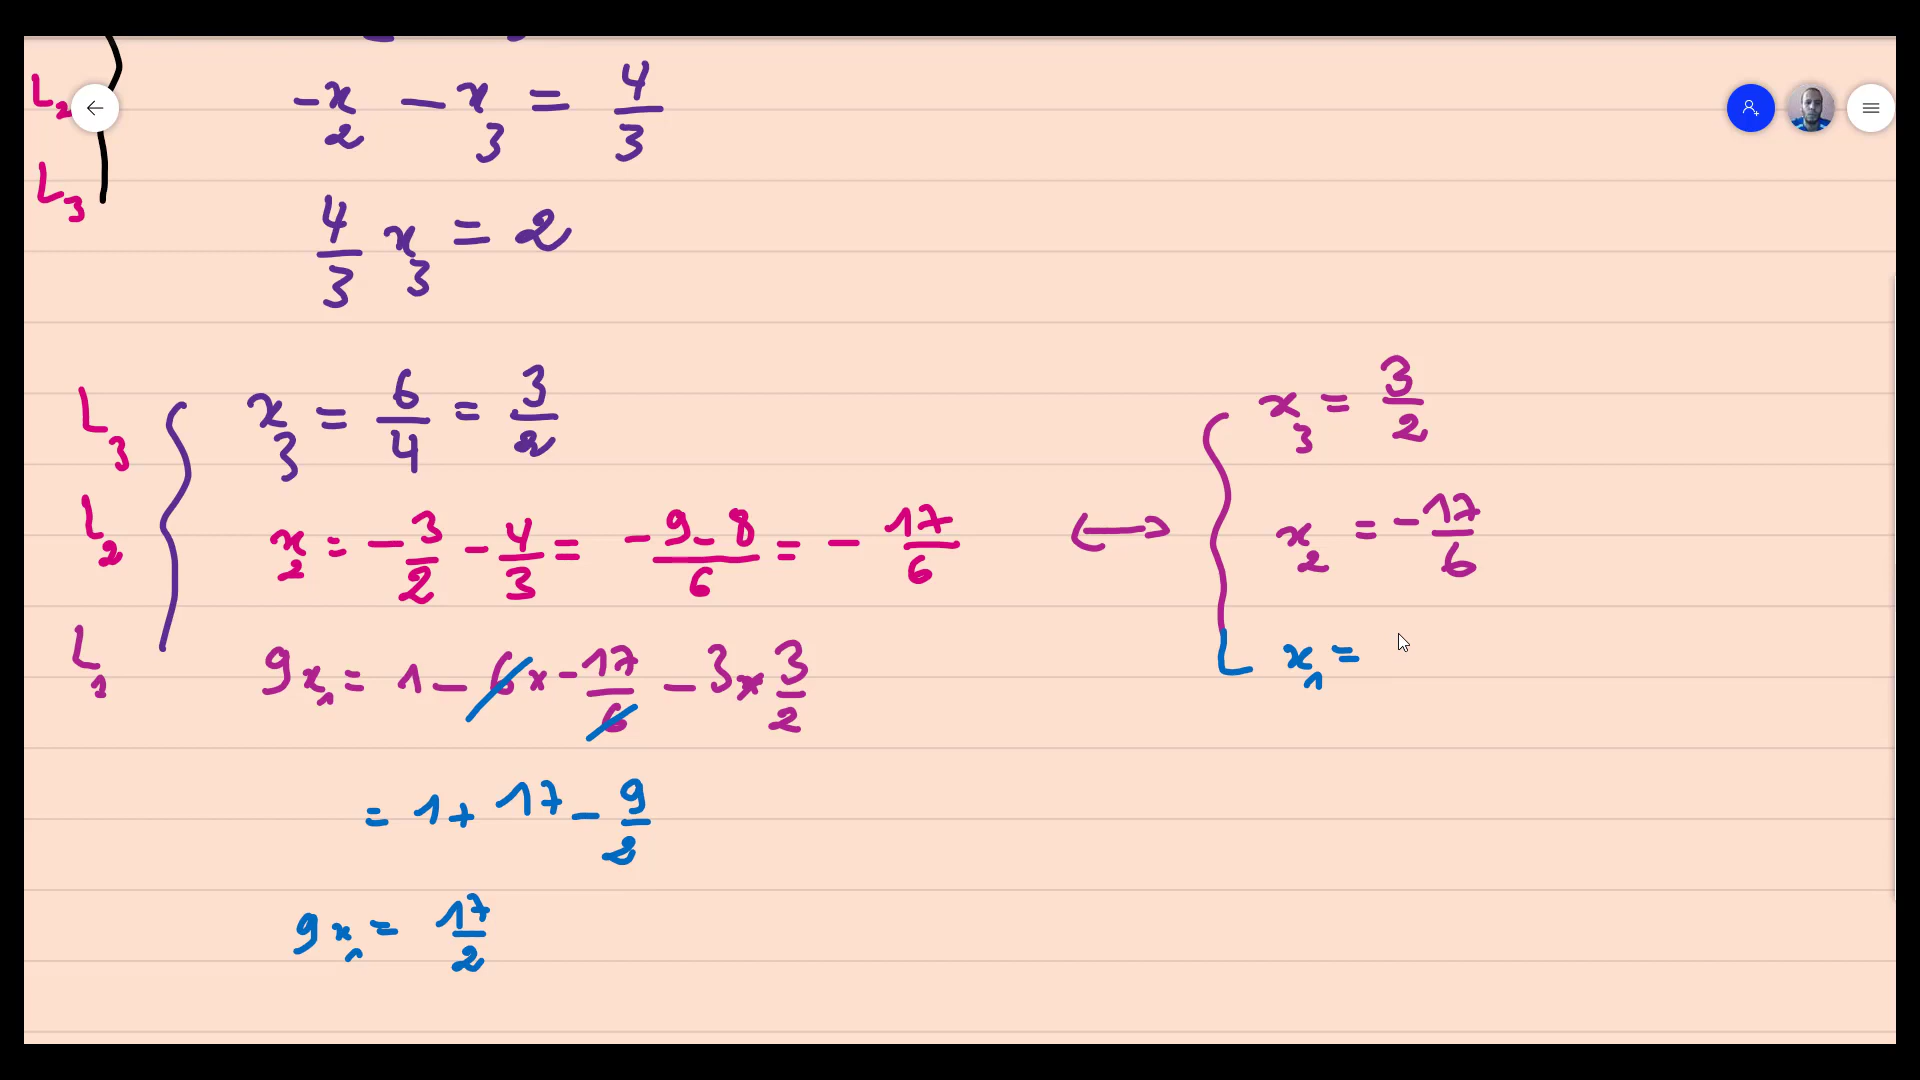 L₂ -x₂ - x₃ = 4/3
L₃
4/3 x₃ = 2
L₃ x₃ = 6/4 = 3/2
x₃ = 3/2
L₂ x₂ = -3/2 - 4/3 = -9-8/6 = -17/6 ⟷ x₂ = -17/6
L₁ 9x₁ = 1 - 6 × -17/6 - 3 × 3/2
x₁ =
= 1 + 17 - 9/2
9x₁ = 17/2